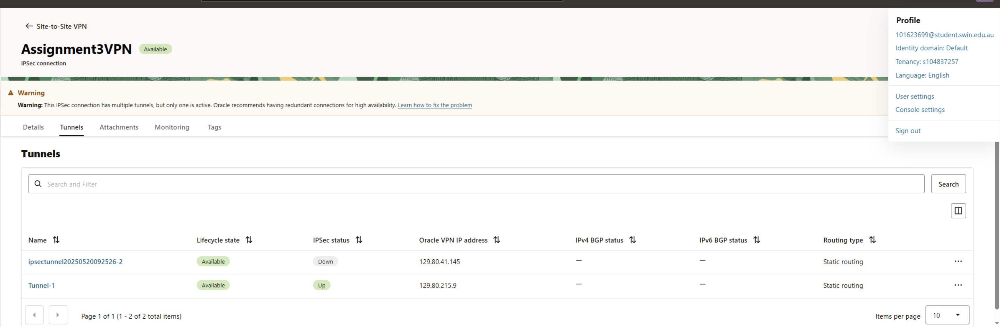 Site-to-Site VPN
Assignment3VPN Available
IPSec connection
Profile
101623699@student.swin.edu.au
Identity domain: Default
Tenancy: s104837257
Language: English
User settings
Console settings
Sign out
Warning
Warning: This IPSec connection has multiple tunnels, but only one is active. Oracle recommends having redundant connections for high availability. Learn how to fix the problem
Details Tunnels Attachments Monitoring Tags
Tunnels
Search and Filter Search
Name Lifecycle state IPSec status Oracle VPN IP address IPv4 BGP status IPv6 BGP status Routing type
ipsectunnel20250520092526-2 Available Down 129.80.41.145 — — Static routing ...
Tunnel-1 Available Up 129.80.215.9 — — Static routing ...
Page 1 of 1 (1 - 2 of 2 total items) Items per page 10